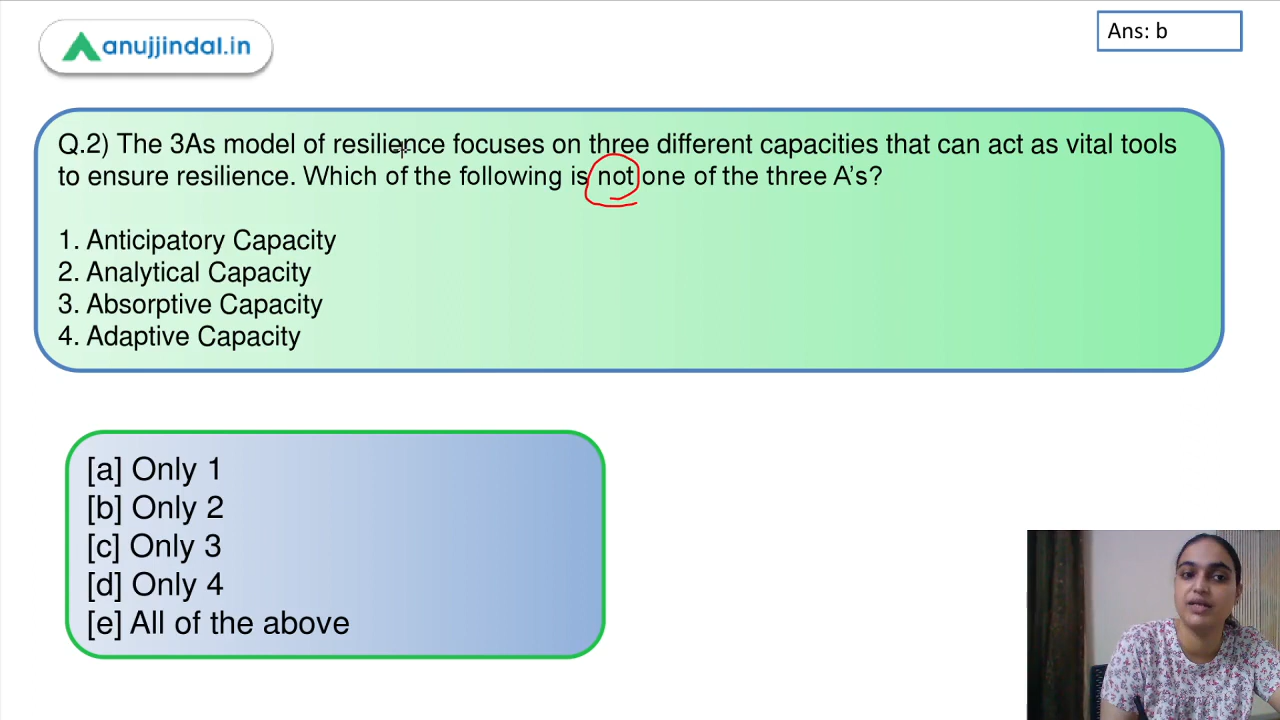 anujjindal.in
Ans: b
Q.2) The 3As model of resilience focuses on three different capacities that can act as vital tools
to ensure resilience. Which of the following is not one of the three A's?
1. Anticipatory Capacity
2. Analytical Capacity
3. Absorptive Capacity
4. Adaptive Capacity
[a] Only 1
[b] Only 2
[c] Only 3
[d] Only 4
[e] All of the above